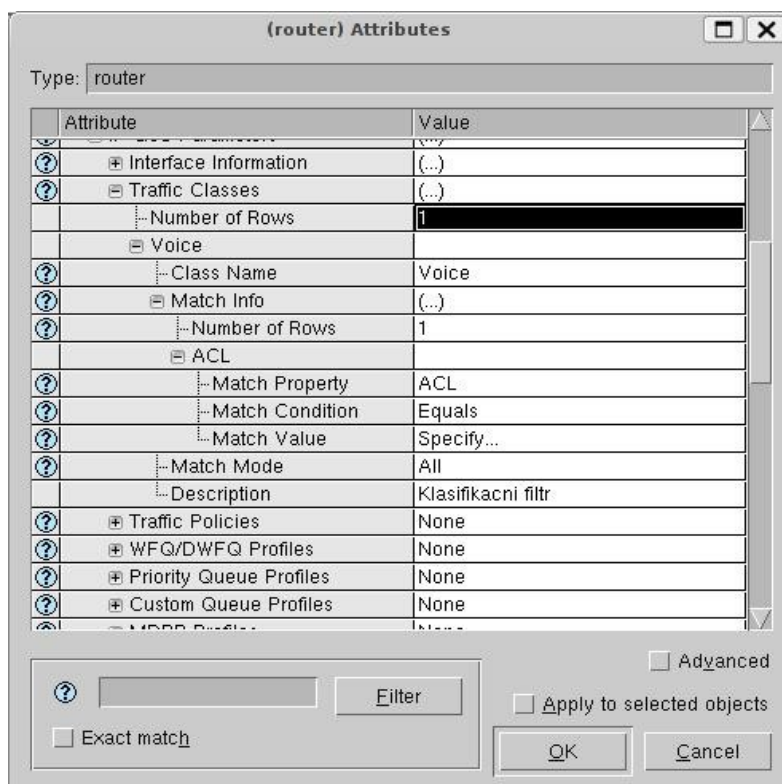 (router) Attributes
Type: router
Attribute Value
(...)
Interface Information (...)
Traffic Classes (...)
Number of Rows 1
Voice
Class Name Voice
Match Info (...)
Number of Rows 1
ACL
Match Property ACL
Match Condition Equals
Match Value Specify...
Match Mode All
Description Klasifikacni filtr
Traffic Policies None
WFQ/DWFQ Profiles None
Priority Queue Profiles None
Custom Queue Profiles None
Advanced
Filter
Apply to selected objects
Exact match
OK Cancel